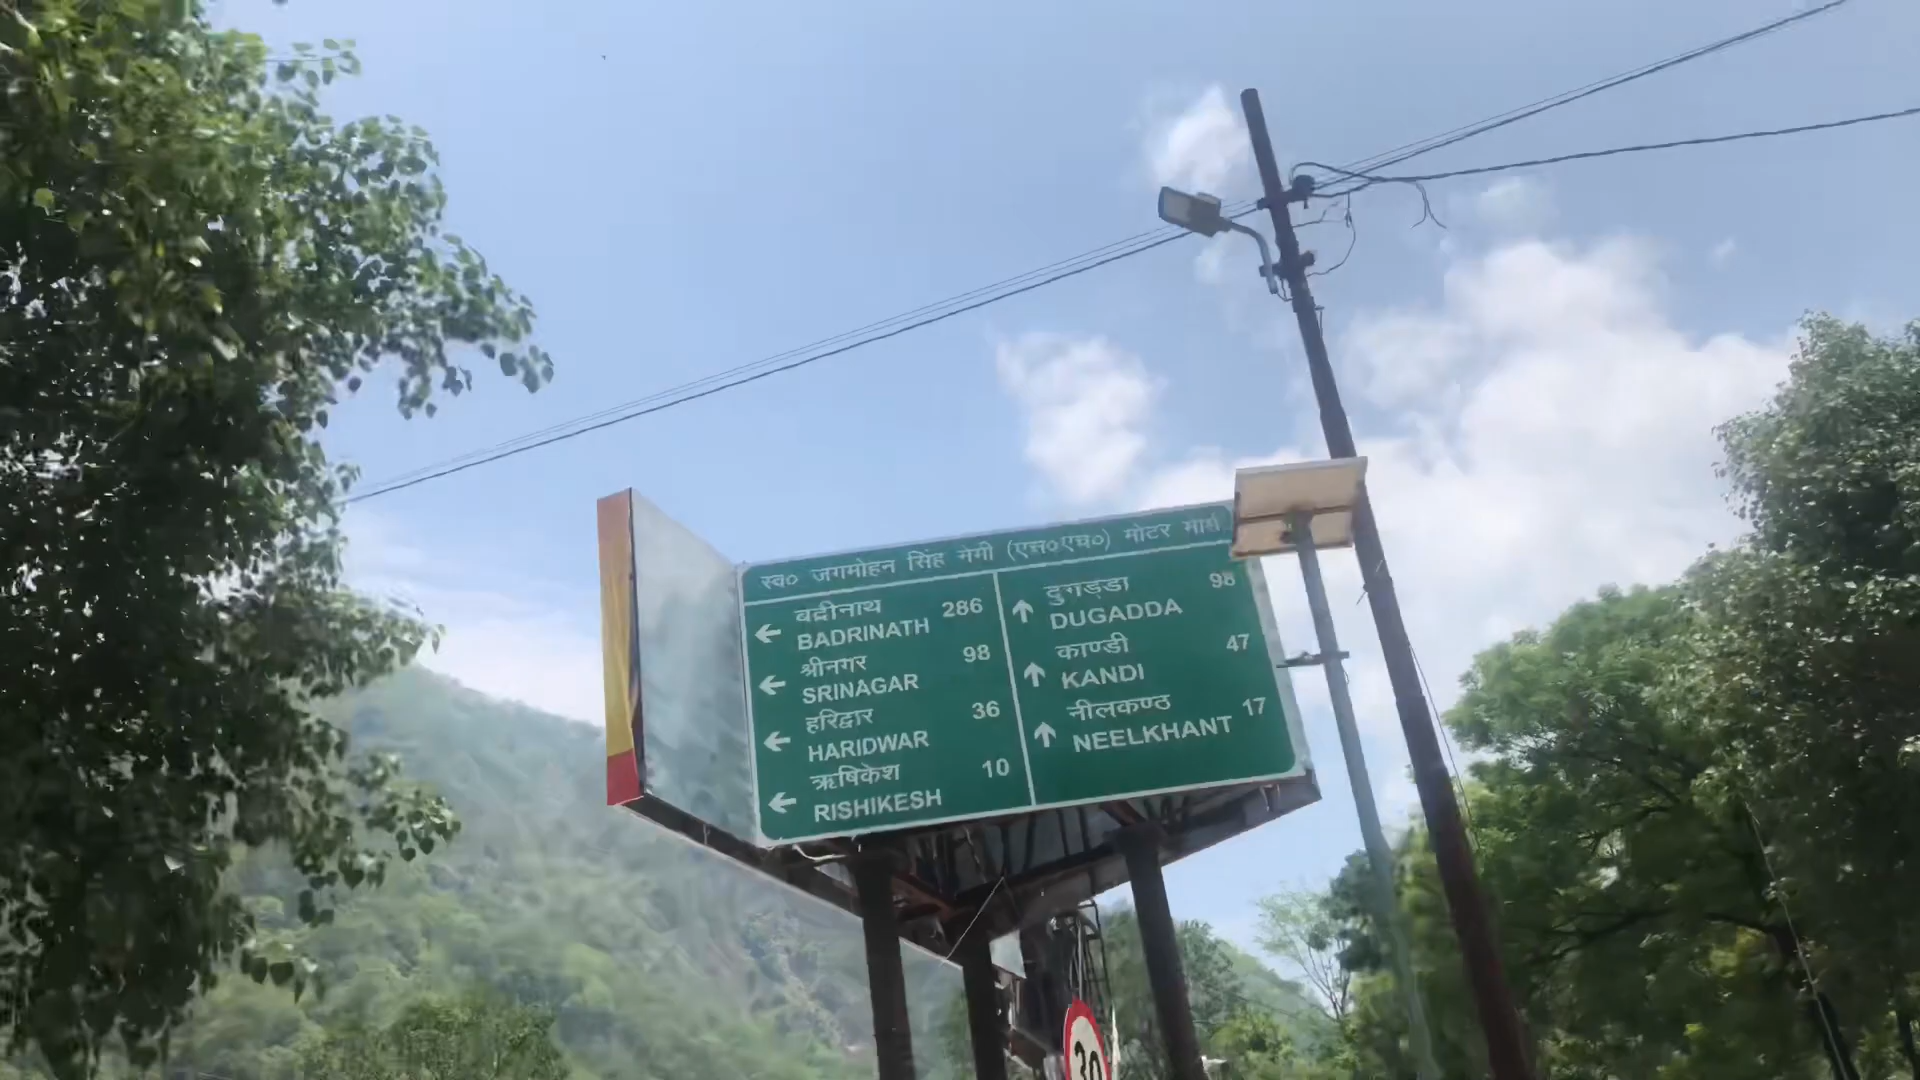 स्व० जगमोहन सिंह नेगी (एम०एच०) मोटर मार्ग
बद्रीनाथ 286
← BADRINATH
श्रीनगर 98
← SRINAGAR
हरिद्वार 36
← HARIDWAR
ऋषिकेश 10
← RISHIKESH
दुगड्डा 98
↑ DUGADDA
काण्डी 47
↑ KANDI
नीलकण्ठ 17
↑ NEELKHANT
30